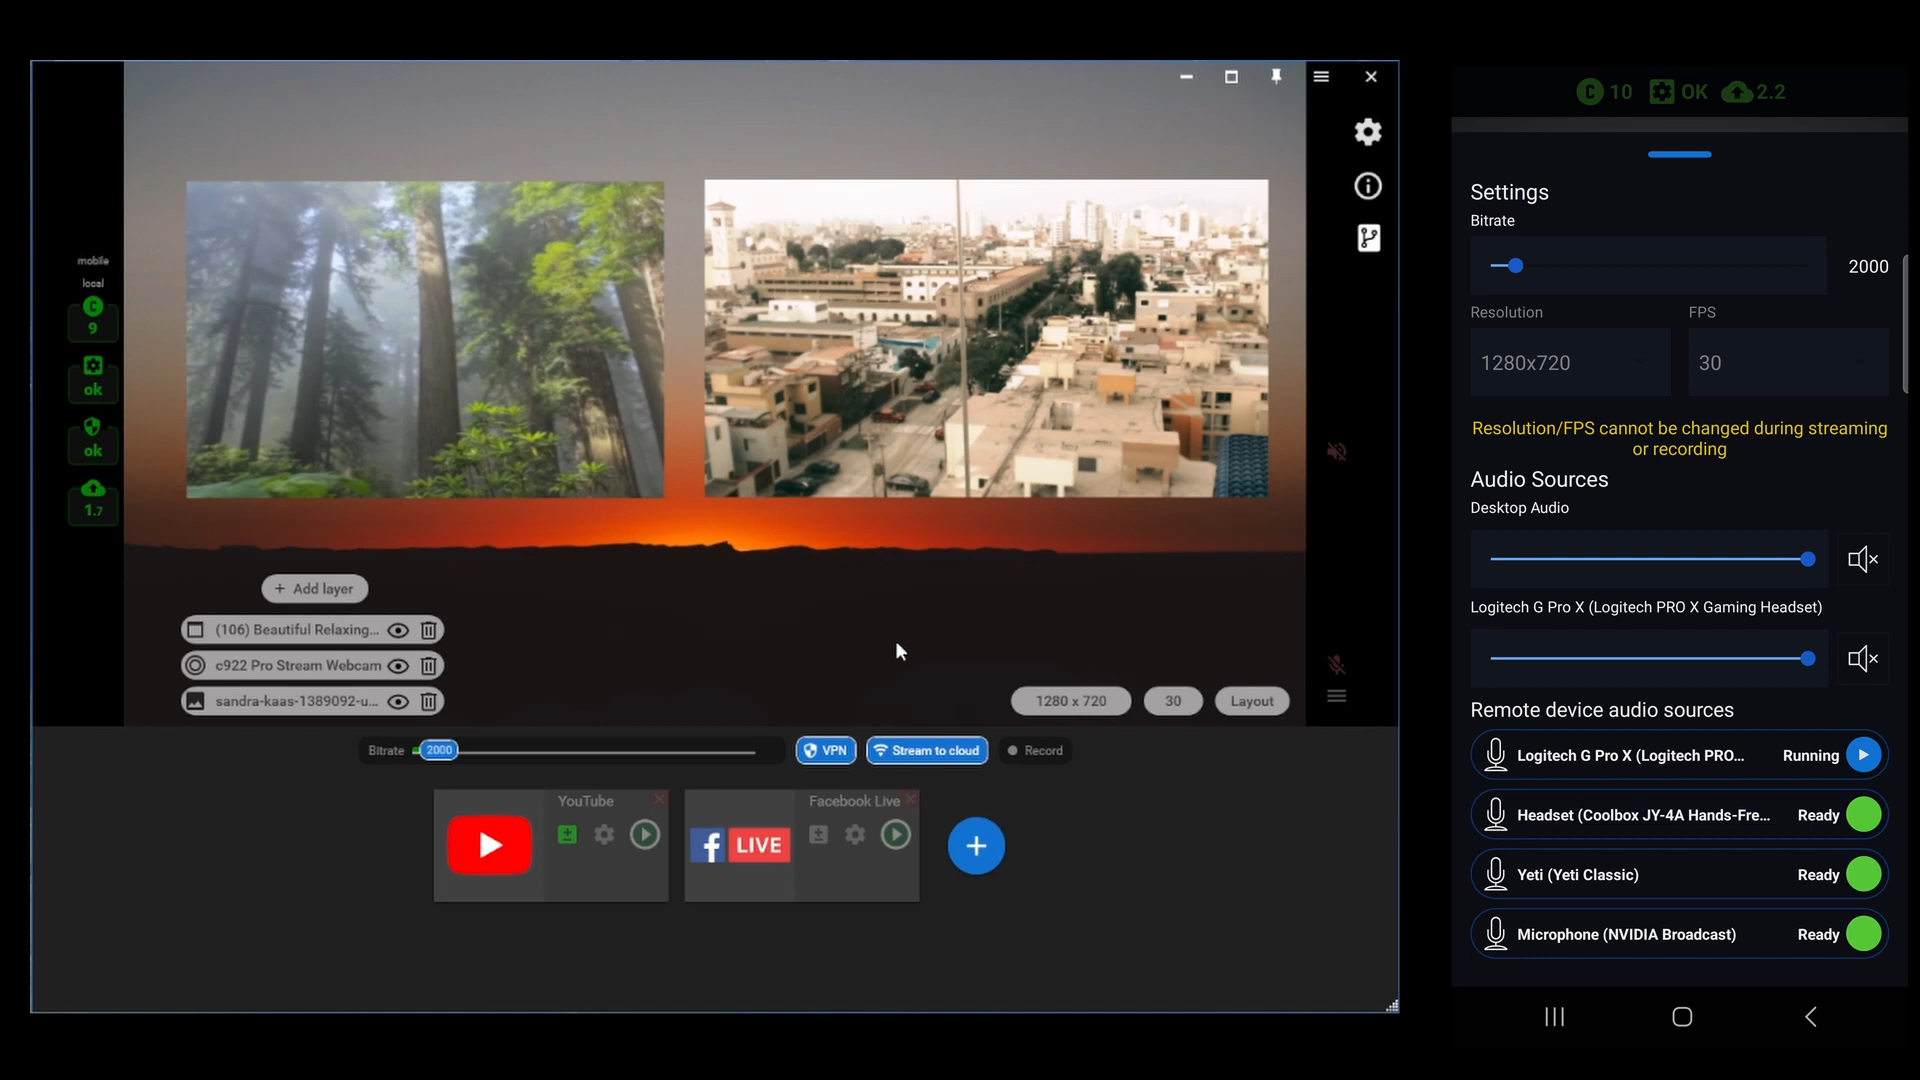 mobile
local
9
ok
ok
1.7
+ Add layer
(106) Beautiful Relaxing...
c922 Pro Stream Webcam
sandra-kaas-1389092-u...
1280 x 720
30
Layout
Bitrate
2000
VPN
Stream to cloud
Record
YouTube
Facebook Live
f LIVE
C 10
OK
2.2
Settings
Bitrate
2000
Resolution
FPS
1280x720
30
Resolution/FPS cannot be changed during streaming
or recording
Audio Sources
Desktop Audio
Logitech G Pro X (Logitech PRO X Gaming Headset)
Remote device audio sources
Logitech G Pro X (Logitech PRO...
Running
Headset (Coolbox JY-4A Hands-Fre...
Ready
Yeti (Yeti Classic)
Ready
Microphone (NVIDIA Broadcast)
Ready